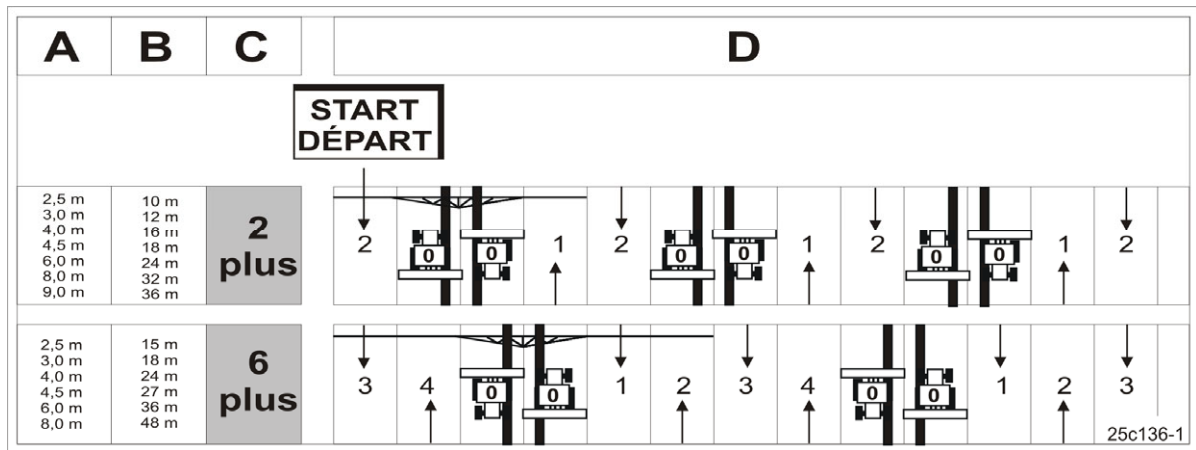 A B C D
START
DÉPART
2,5 m 10 m
3,0 m 12 m
4,0 m 16 m
4,5 m 18 m
6,0 m 24 m
8,0 m 32 m
9,0 m 36 m
2
plus
2 0 0 1 2 0 0 1 2 0 0 1 2
2,5 m 15 m
3,0 m 18 m
4,0 m 24 m
4,5 m 27 m
6,0 m 36 m
8,0 m 48 m
6
plus
3 4 0 0 1 2 3 4 0 0 1 2 3
25c136-1